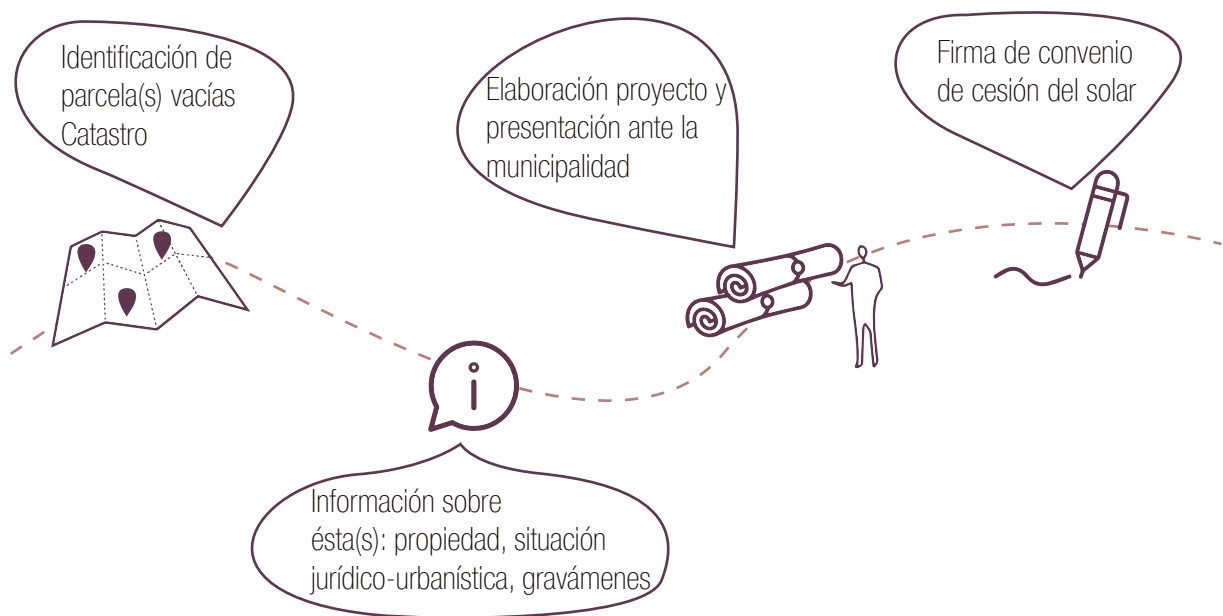 Identificación de
parcela(s) vacías
Catastro
Información sobre
ésta(s): propiedad, situación
jurídico-urbanística, gravámenes
Elaboración proyecto y
presentación ante la
municipalidad
Firma de convenio
de cesión del solar